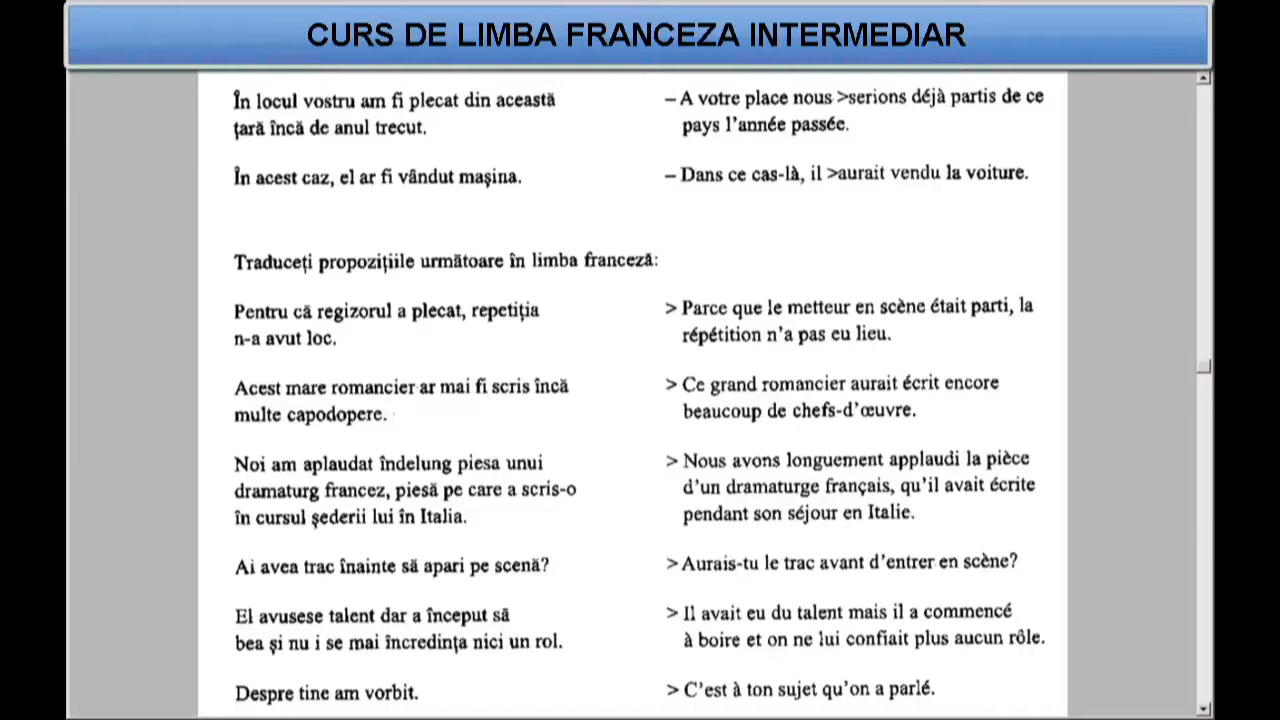 CURS DE LIMBA FRANCEZA INTERMEDIAR
În locul vostru am fi plecat din această
ţară încă de anul trecut.
– A votre place nous >serions déjà partis de ce
pays l'année passée.
În acest caz, el ar fi vândut maşina.
– Dans ce cas-là, il >aurait vendu la voiture.
Traduceţi propoziţiile următoare în limba franceză:
Pentru că regizorul a plecat, repetiţia
n-a avut loc.
> Parce que le metteur en scène était parti, la
répétition n'a pas eu lieu.
Acest mare romancier ar mai fi scris încă
multe capodopere.
> Ce grand romancier aurait écrit encore
beaucoup de chefs-d'œuvre.
Noi am aplaudat îndelung piesa unui
dramaturg francez, piesă pe care a scris-o
în cursul şederii lui în Italia.
> Nous avons longuement applaudi la pièce
d'un dramaturge français, qu'il avait écrite
pendant son séjour en Italie.
Ai avea trac înainte să apari pe scenă?
> Aurais-tu le trac avant d'entrer en scène?
El avusese talent dar a început să
bea şi nu i se mai încredinţa nici un rol.
> Il avait eu du talent mais il a commencé
à boire et on ne lui confiait plus aucun rôle.
Despre tine am vorbit.
> C'est à ton sujet qu'on a parlé.